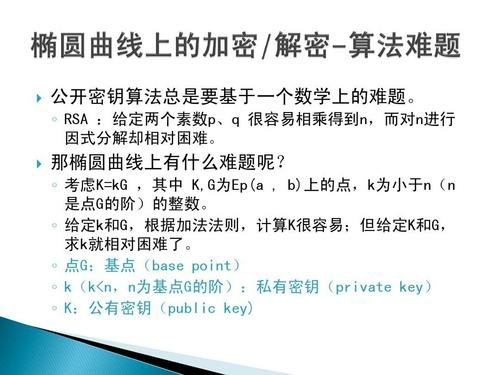 椭圆曲线上的加密/解密-算法难题
公开密钥算法总是要基于一个数学上的难题。
RSA :给定两个素数p、q 很容易相乘得到n,而对n进行
因式分解却相对困难。
那椭圆曲线上有什么难题呢?
考虑K=kG ,其中 K,G为Ep(a , b)上的点,k为小于n(n
是点G的阶)的整数。
给定k和G,根据加法法则,计算K很容易;但给定K和G,
求k就相对困难了。
点G:基点(base point)
k(k<n,n为基点G的阶):私有密钥(private key)
K:公有密钥(public key)